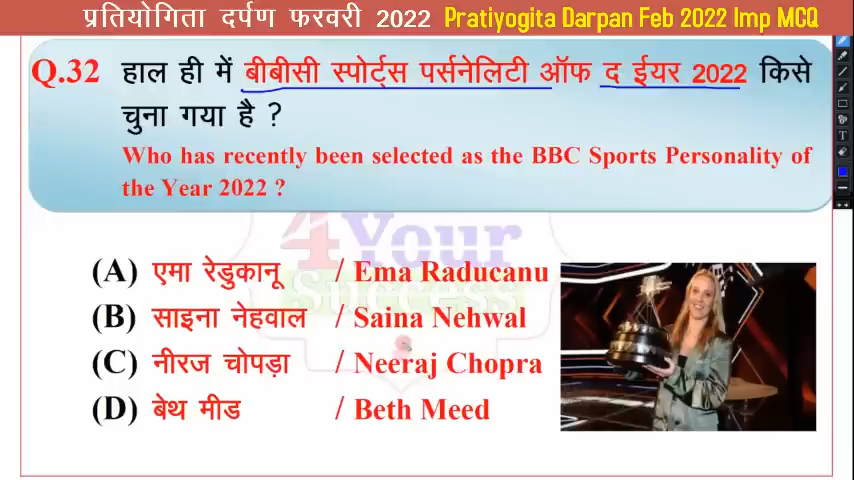 प्रतियोगिता दर्पण फरवरी 2022 Pratiyogita Darpan Feb 2022 Imp MCQ
Q.32 हाल ही में बीबीसी स्पोर्ट्स पर्सनेलिटी ऑफ द ईयर 2022 किसे
चुना गया है ?
Who has recently been selected as the BBC Sports Personality of
the Year 2022 ?
4Your
Success
(A) एमा रेडुकानू / Ema Raducanu
(B) साइना नेहवाल / Saina Nehwal
(C) नीरज चोपड़ा / Neeraj Chopra
(D) बेथ मीड / Beth Meed